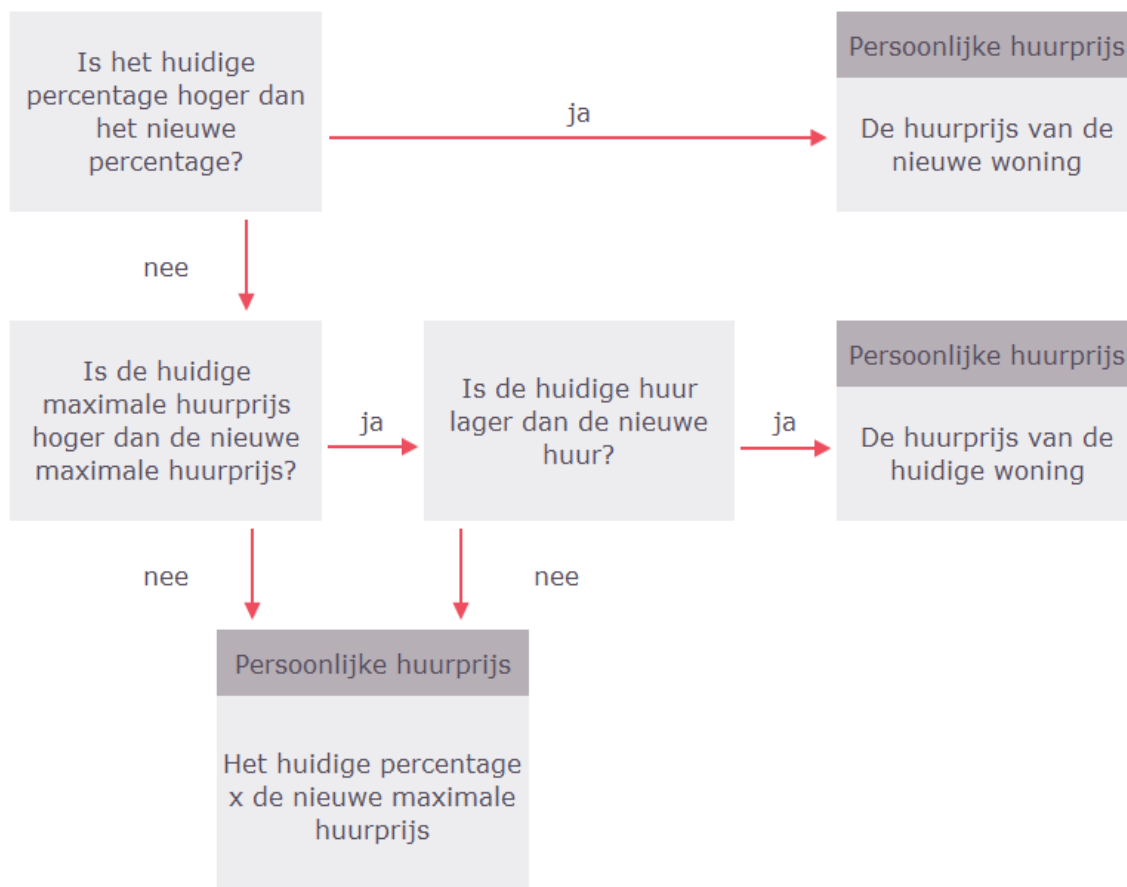 Is het huidige
percentage hoger dan
het nieuwe
percentage?
ja
Persoonlijke huurprijs
De huurprijs van de
nieuwe woning
nee
Is de huidige
maximale huurprijs
hoger dan de nieuwe
maximale huurprijs?
ja
Is de huidige huur
lager dan de nieuwe
huur?
ja
Persoonlijke huurprijs
De huurprijs van de
huidige woning
nee
nee
Persoonlijke huurprijs
Het huidige percentage
x de nieuwe maximale
huurprijs